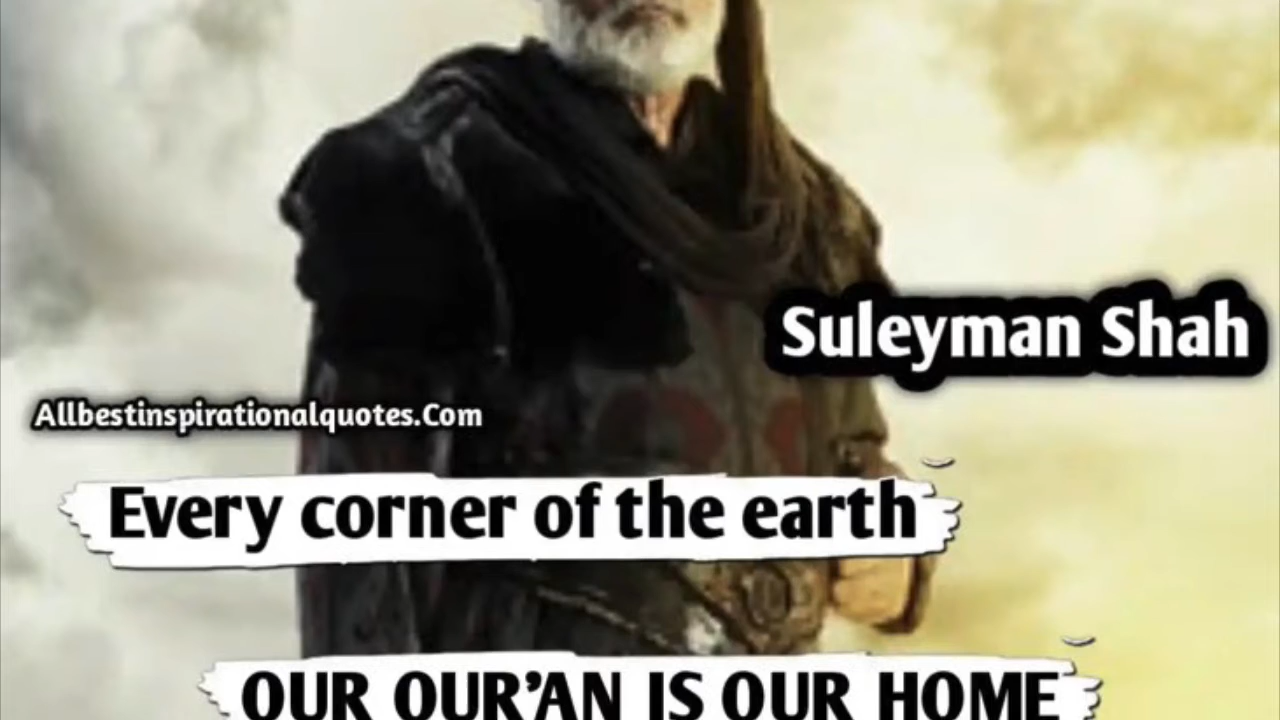 Suleyman Shah
Allbestinspirationalquotes.Com
Every corner of the earth
OUR QUR’AN IS OUR HOME